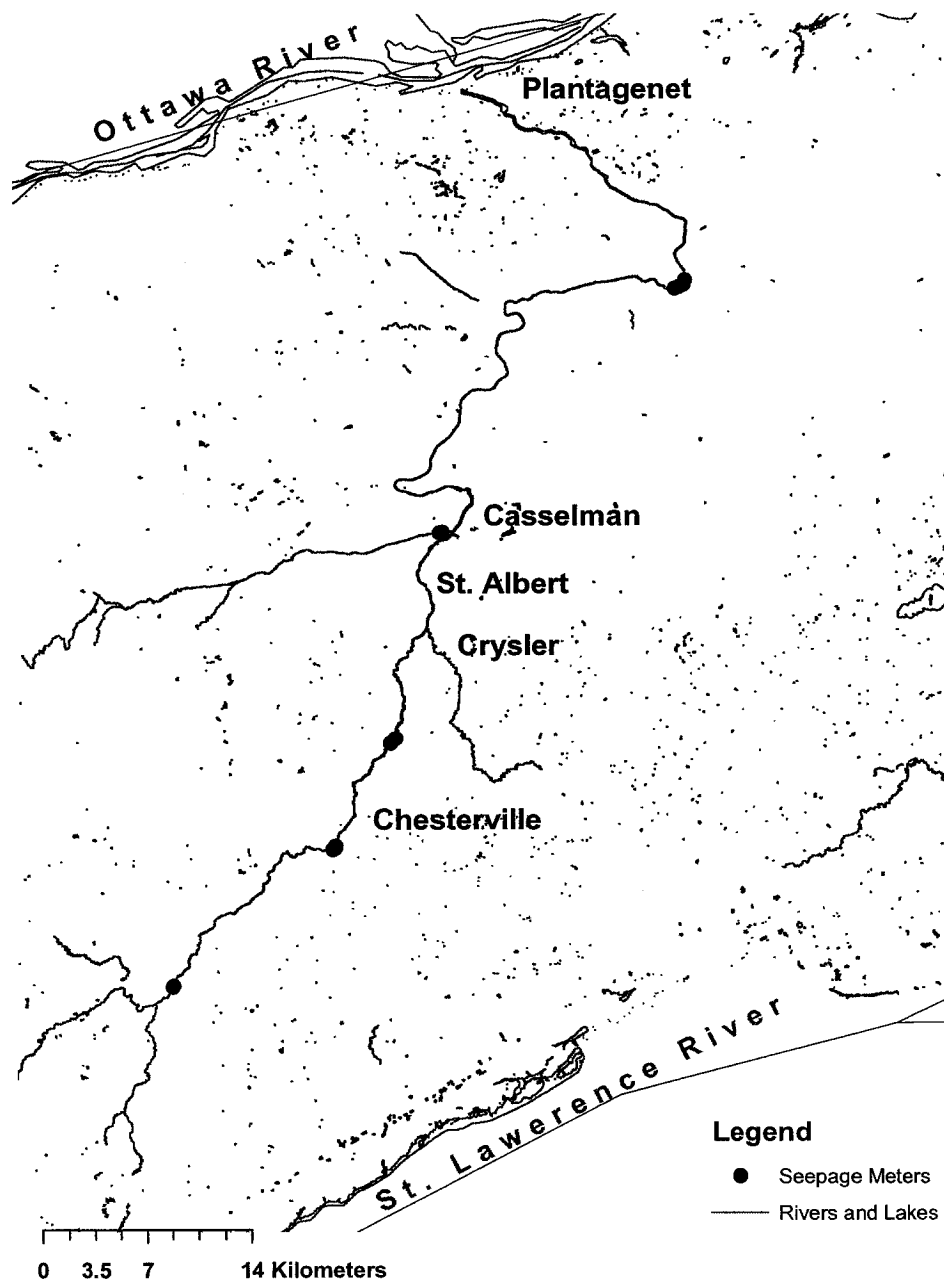 Ottawa River
Plantagenet
Casselman
St. Albert
Crysler
Chesterville
St. Lawerence River
Legend
Seepage Meters
Rivers and Lakes
0 3.5 7 14 Kilometers